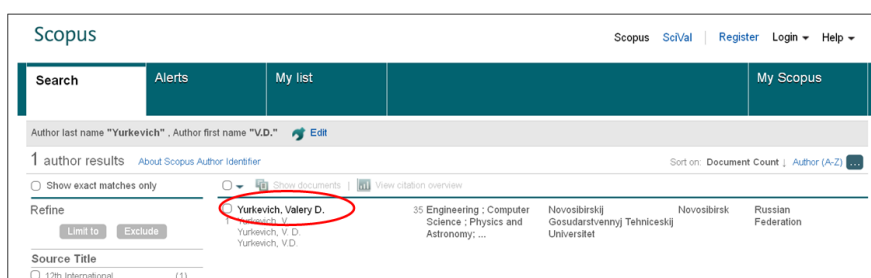 Scopus
Scopus SciVal | Register Login Help
Search Alerts My list My Scopus
Author last name "Yurkevich" , Author first name "V.D." Edit
1 author results About Scopus Author Identifier Sort on: Document Count ↓ Author (A-Z) ...
Show exact matches only Show documents | View citation overview
Refine
Limit to Exclude
Source Title
12th International (1)
Yurkevich, Valery D. 35 Engineering ; Computer Novosibirskij Novosibirsk Russian
1 Yurkevich, V. Science ; Physics and Gosudarstvennyj Tehniceskij Federation
Yurkevich, V. D. Astronomy; ... Universitet
Yurkevich, V.D.